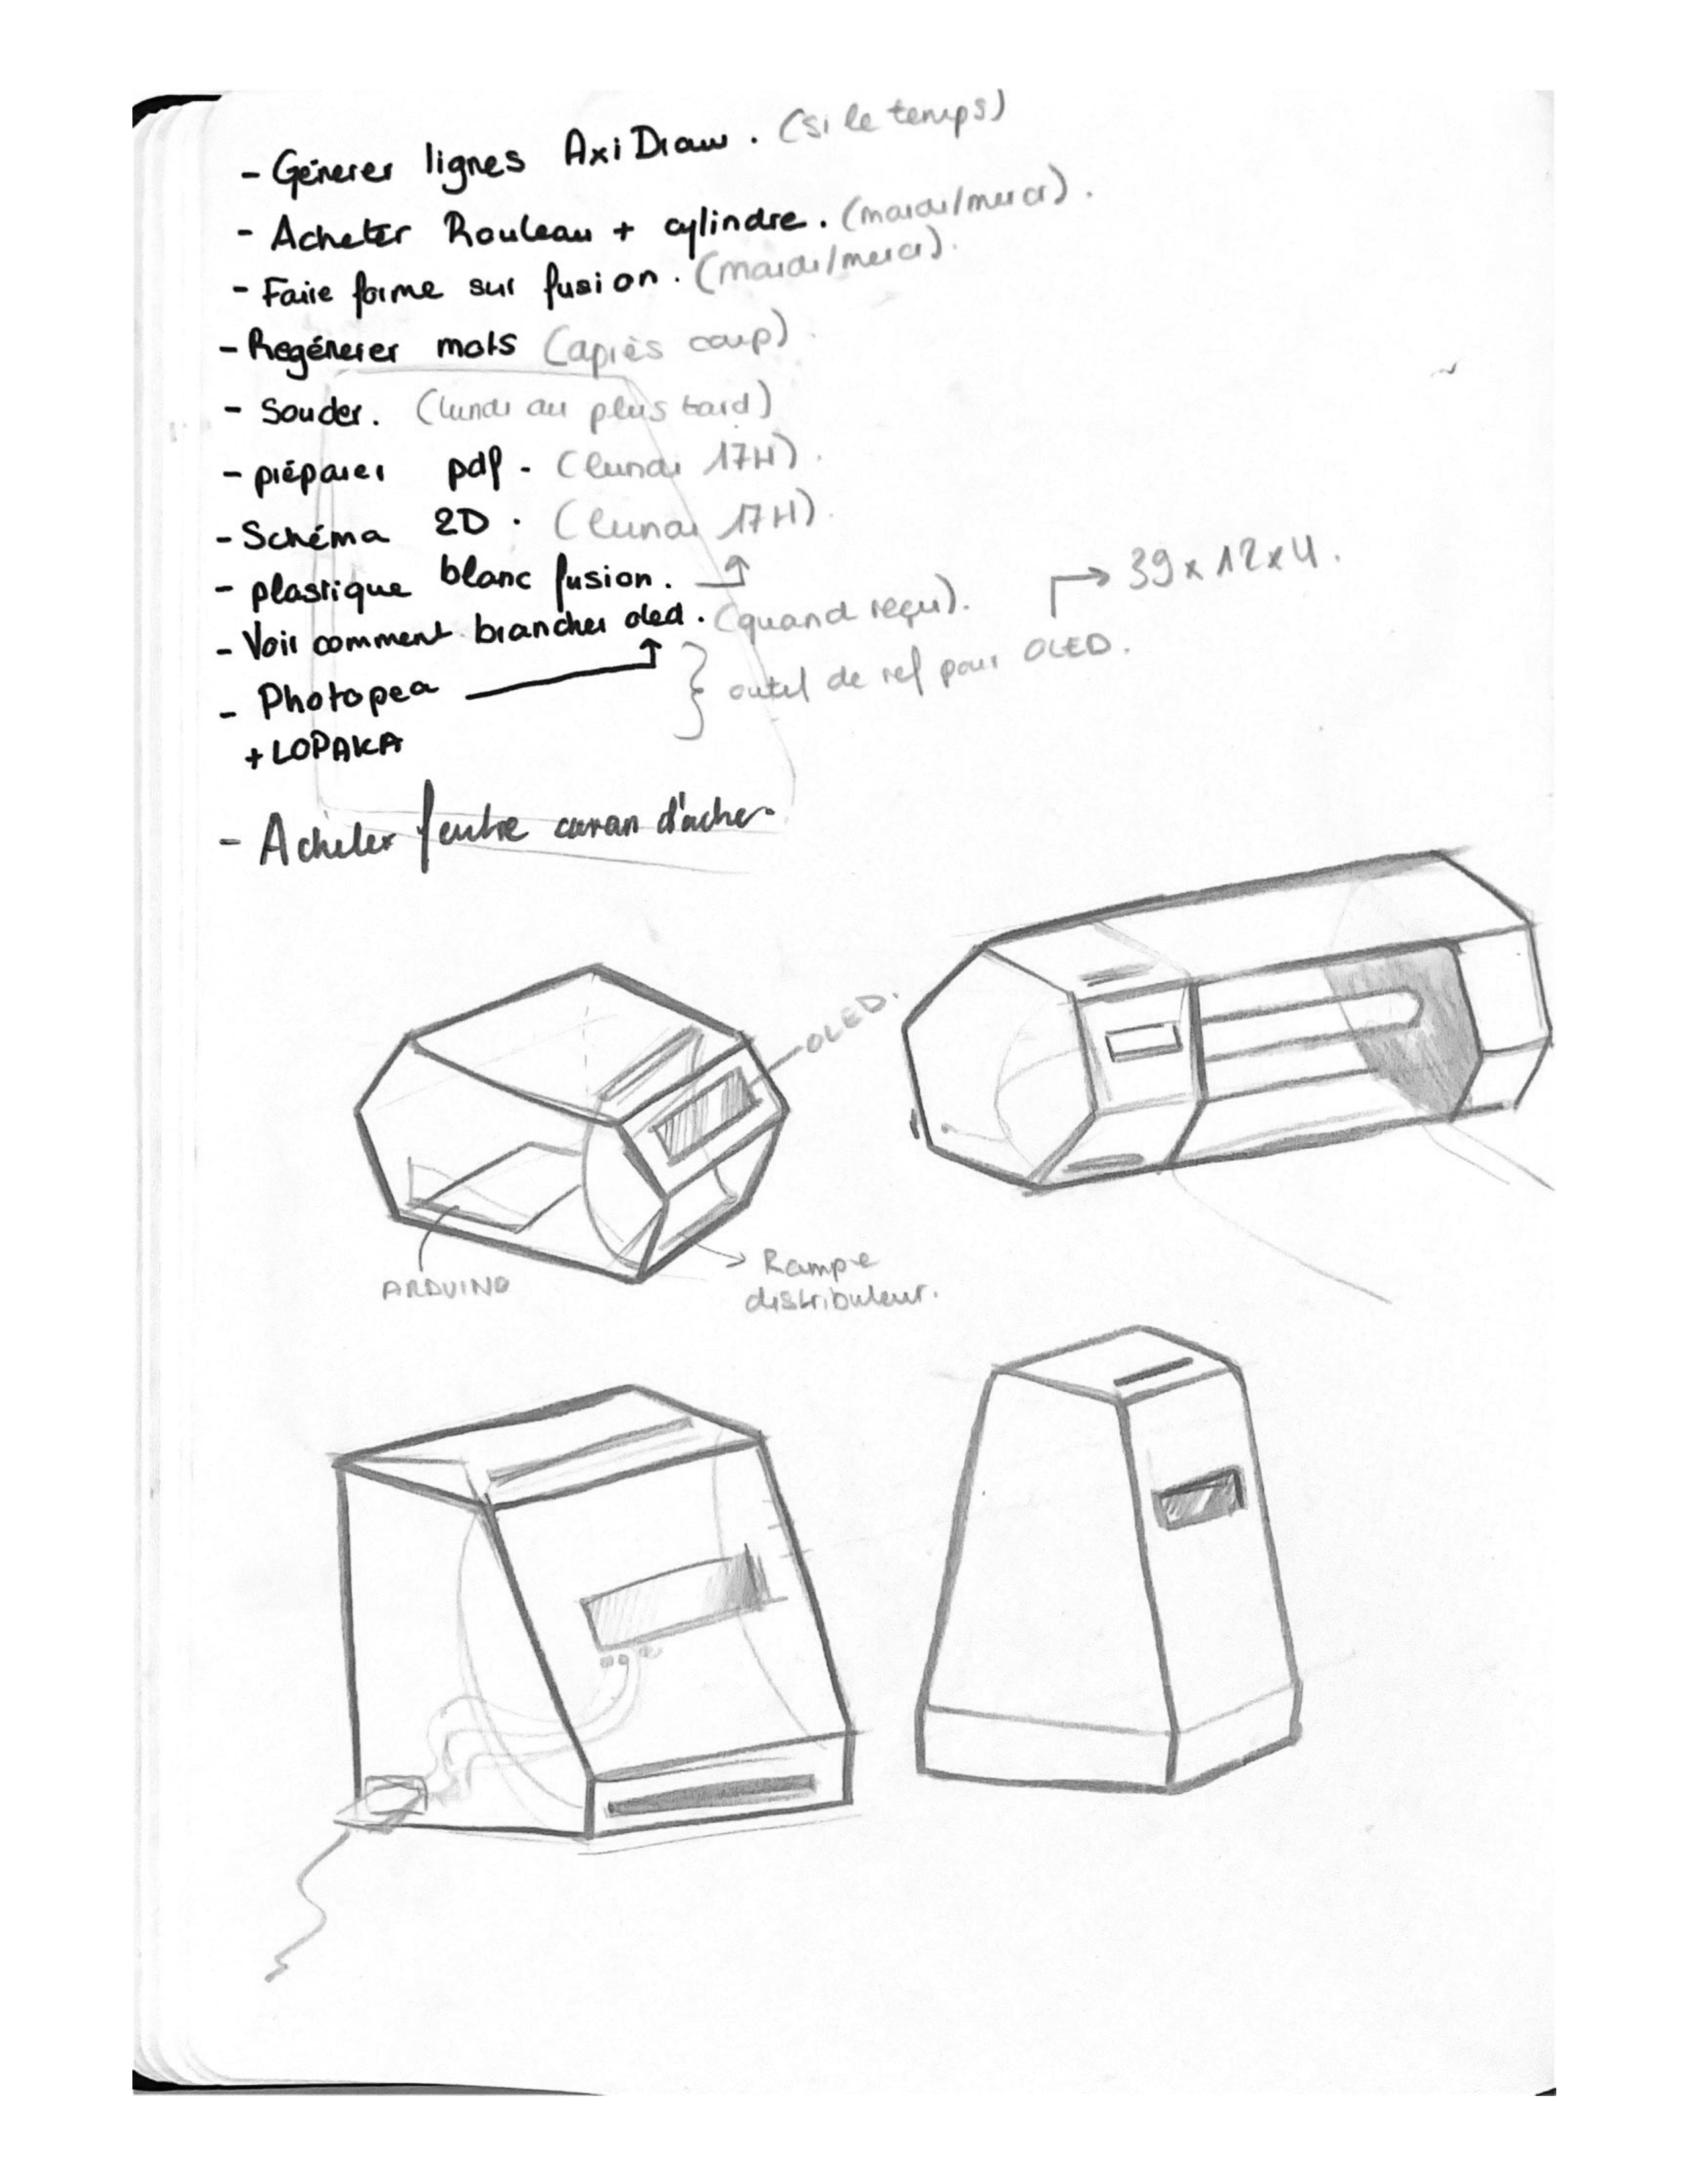 - Génerer lignes AxiDraw. (si le temps)
- Acheter Rouleau + cylindre. (mardi/mercr).
- Faire forme sur fusion. (mardi/mercr).
- Regénerer mots (après coup).
- Souder. (lundi au plus tard)
- préparer pdf. (lundi 17H).
- Schéma 2D. (lundi 17H).
- plastique blanc fusion.
- Voir comment brancher oled. (quand reçu).
39 x 12 x 4.
- Photopea
+ LOPAKA
outil de ref pour OLED.
- Acheter feutre caran d'ache
OLED.
ARDUINO
Rampe
distributeur.